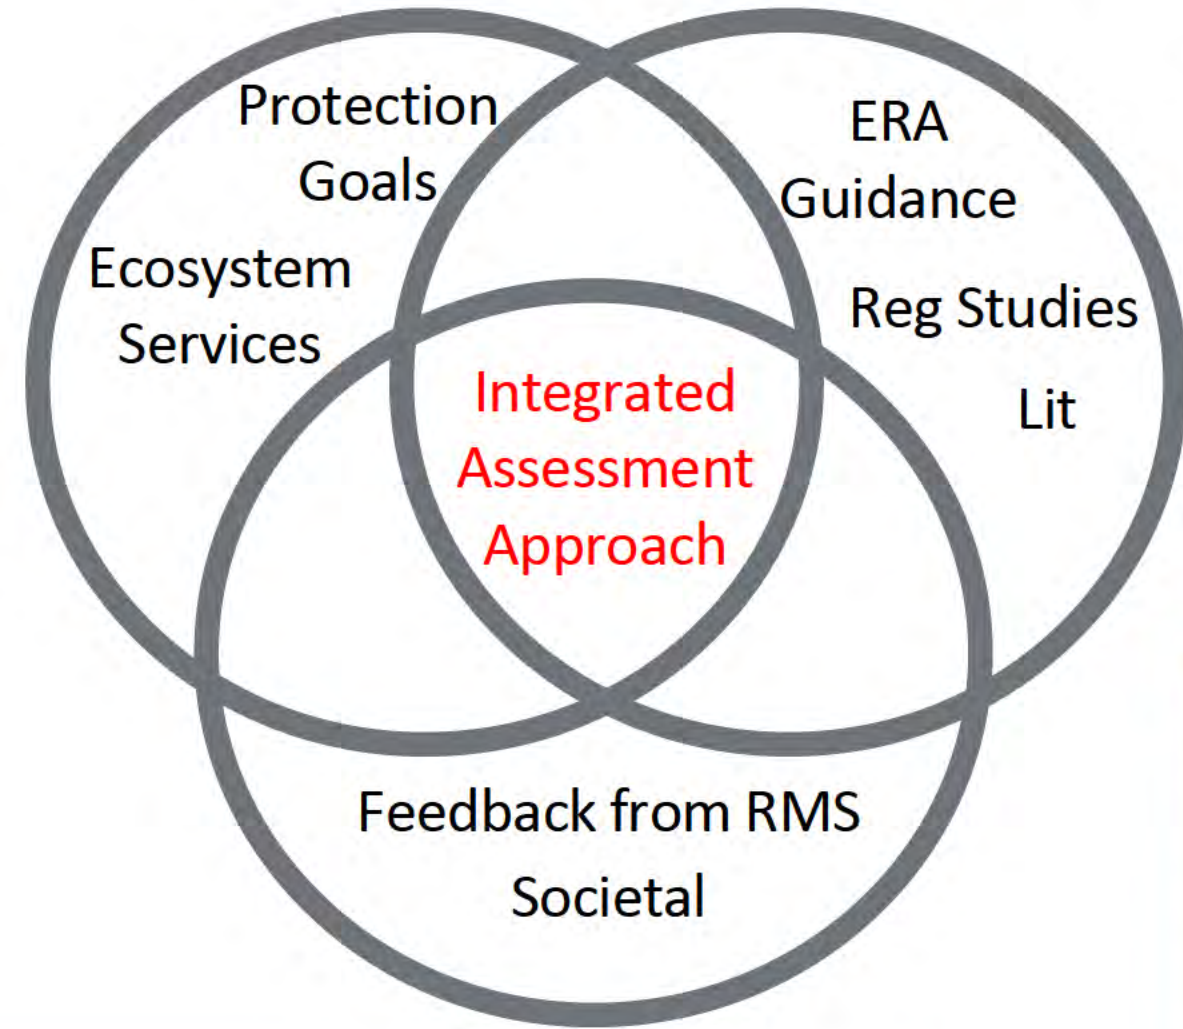 Protection
Goals
Ecosystem
Services
ERA
Guidance
Reg Studies
Lit
Integrated
Assessment
Approach
Feedback from RMS
Societal